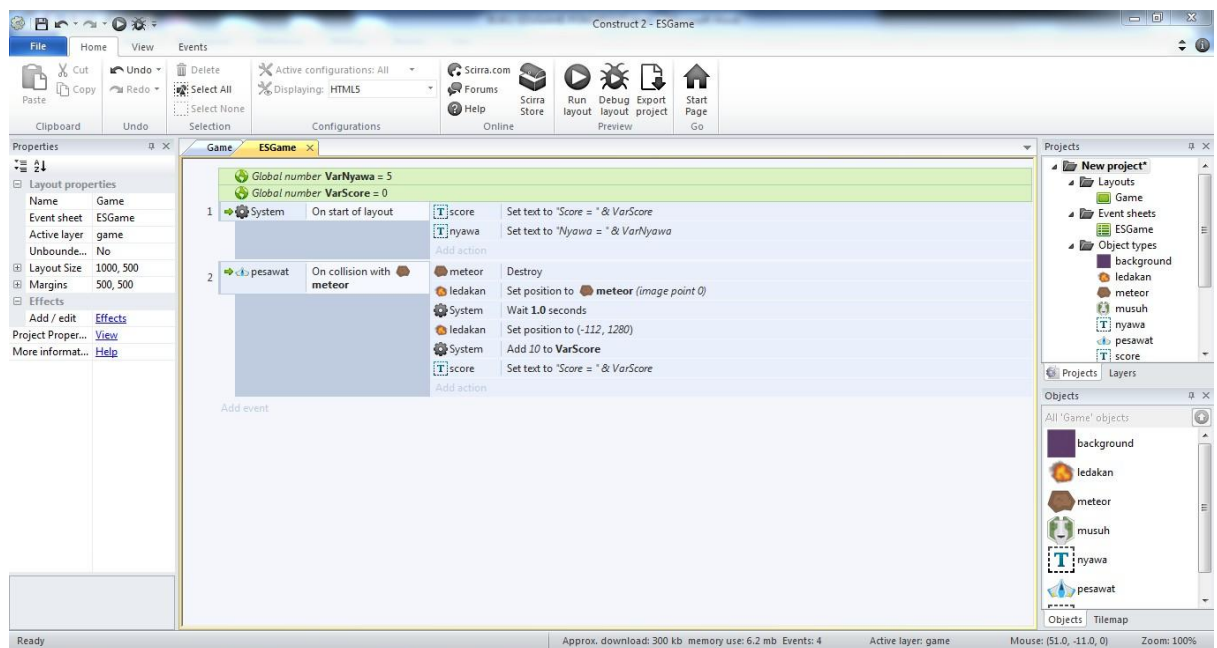 Construct 2 - ESGame
File Home View Events
Paste
Cut
Copy
Clipboard
Undo
Redo
Undo
Delete
Select All
Select None
Selection
Active configurations: All
Displaying: HTML5
Configurations
Scirra.com
Forums
Help
Scirra Store
Online
Run layout
Debug layout
Export project
Preview
Start Page
Go
Properties
Layout properties
Name Game
Event sheet ESGame
Active layer game
Unbounde... No
Layout Size 1000, 500
Margins 500, 500
Effects
Add / edit Effects
Project Proper... View
More informat... Help
Game ESGame
Global number VarNyawa = 5
Global number VarScore = 0
1 System On start of layout T score Set text to "Score = " & VarScore
T nyawa Set text to "Nyawa = " & VarNyawa
Add action
2 pesawat On collision with meteor meteor Destroy
ledakan Set position to meteor (image point 0)
System Wait 1.0 seconds
ledakan Set position to (-112, 1280)
System Add 10 to VarScore
T score Set text to "Score = " & VarScore
Add action
Add event
Projects
New project*
Layouts
Game
Event sheets
ESGame
Object types
background
ledakan
meteor
musuh
T nyawa
pesawat
T score
Projects Layers
Objects
All 'Game' objects
background
ledakan
meteor
musuh
T nyawa
pesawat
Objects Tilemap
Ready Approx. download: 300 kb memory use: 6.2 mb Events: 4 Active layer: game Mouse: (51.0, -11.0, 0) Zoom: 100%